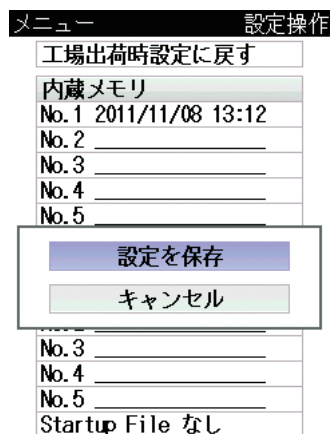 メニュー 設定操作
工場出荷時設定に戻す
内蔵メモリ
No.1 2011/11/08 13:12
No.2
No.3
No.4
No.5
設定を保存
キャンセル
No.3
No.4
No.5
Startup File なし